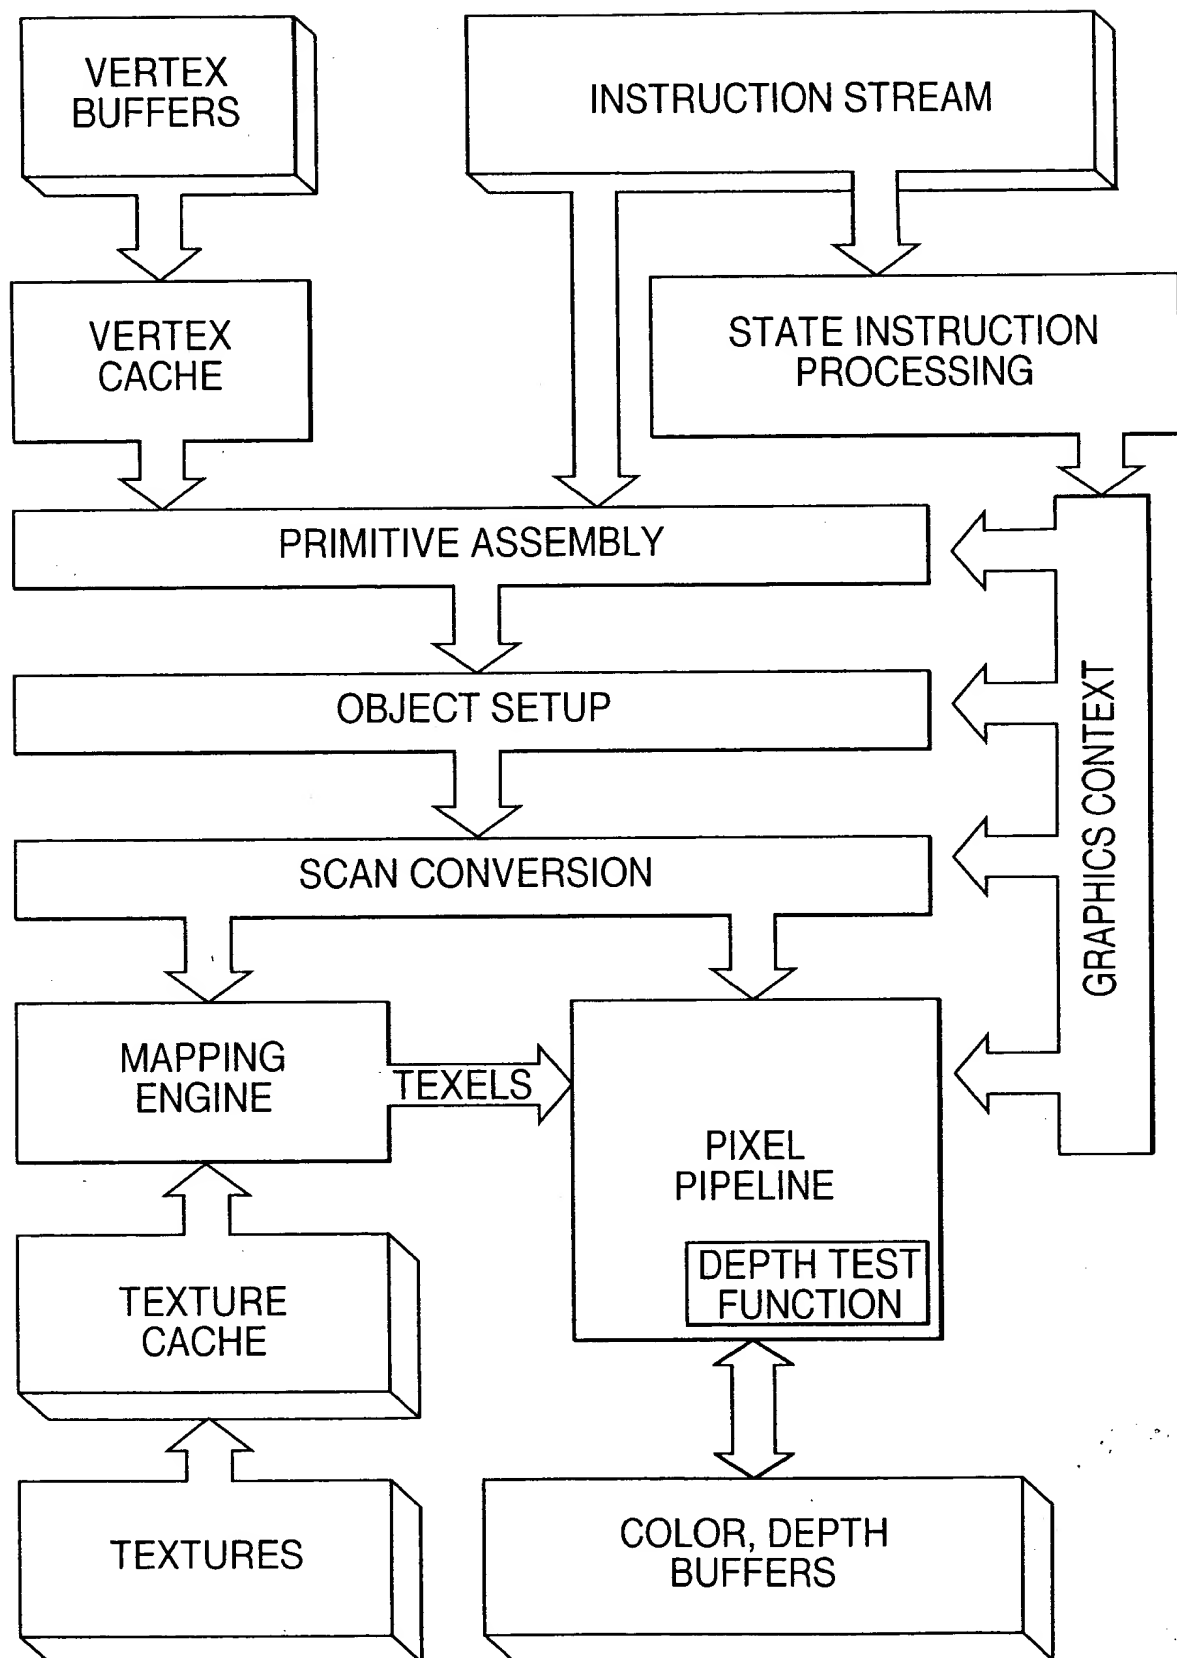 VERTEX
BUFFERS
INSTRUCTION STREAM
VERTEX
CACHE
STATE INSTRUCTION
PROCESSING
PRIMITIVE ASSEMBLY
OBJECT SETUP
SCAN CONVERSION
GRAPHICS CONTEXT
MAPPING
ENGINE
TEXELS
PIXEL
PIPELINE
DEPTH TEST
FUNCTION
TEXTURE
CACHE
TEXTURES
COLOR, DEPTH
BUFFERS